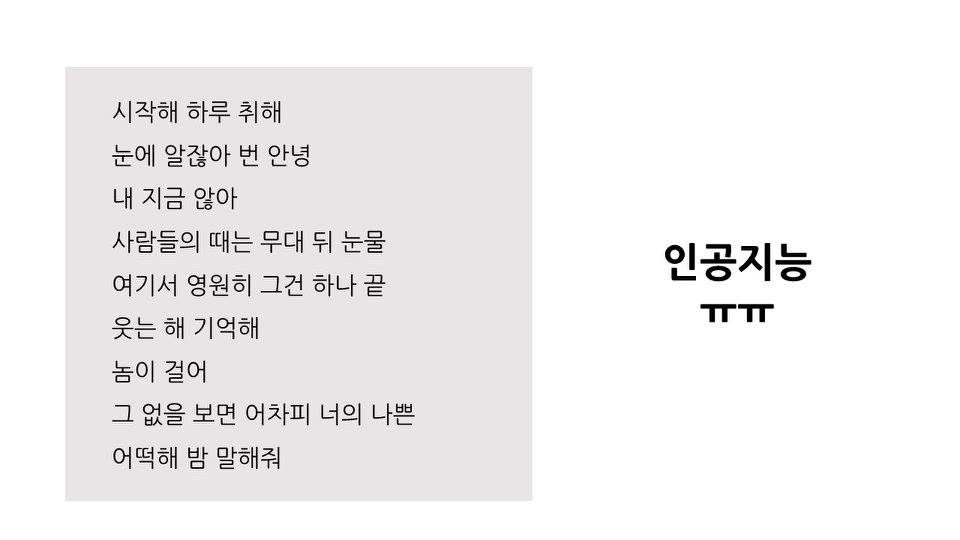 시작해 하루 취해
눈에 알잖아 번 안녕
내 지금 않아
사람들의 때는 무대 뒤 눈물
여기서 영원히 그건 하나 끝
웃는 해 기억해
놈이 걸어
그 없을 보면 어차피 너의 나쁜
어떡해 밤 말해줘
인공지능
ㅠㅠ